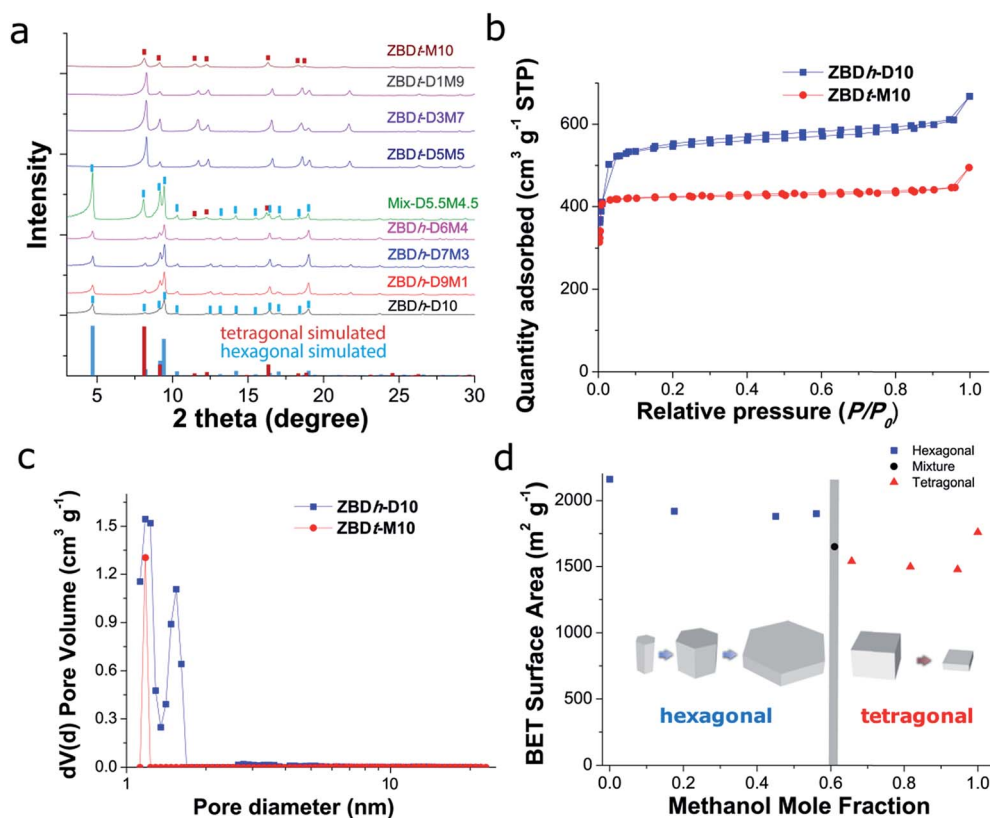 a
ZBDt-M10
ZBDt-D1M9
ZBDt-D3M7
ZBDt-D5M5
Mix-D5.5M4.5
ZBDh-D6M4
ZBDh-D7M3
ZBDh-D9M1
ZBDh-D10
tetragonal simulated
hexagonal simulated
Intensity
5 10 15 20 25 30
2 theta (degree)
b
ZBDh-D10
ZBDt-M10
Quantity adsorbed (cm³ g⁻¹ STP)
600
400
200
0
0.0 0.2 0.4 0.6 0.8 1.0
Relative pressure (P/P₀)
c
ZBDh-D10
ZBDt-M10
dV(d) Pore Volume (cm³ g⁻¹)
1.5
1.2
0.9
0.6
0.3
0.0
1 10
Pore diameter (nm)
d
Hexagonal
Mixture
Tetragonal
BET Surface Area (m² g⁻¹)
2000
1500
1000
500
0
hexagonal tetragonal
0.0 0.2 0.4 0.6 0.8 1.0
Methanol Mole Fraction